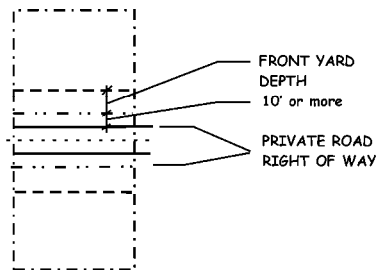 FRONT YARD
DEPTH
10' or more
PRIVATE ROAD
RIGHT OF WAY